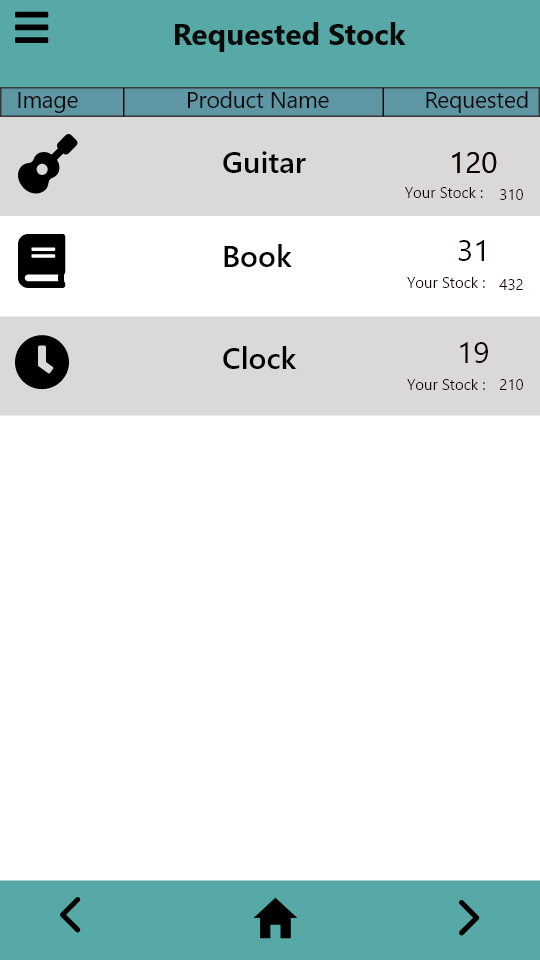 Requested Stock
Image Product Name Requested
Guitar 120
Your Stock : 310
Book 31
Your Stock : 432
Clock 19
Your Stock : 210